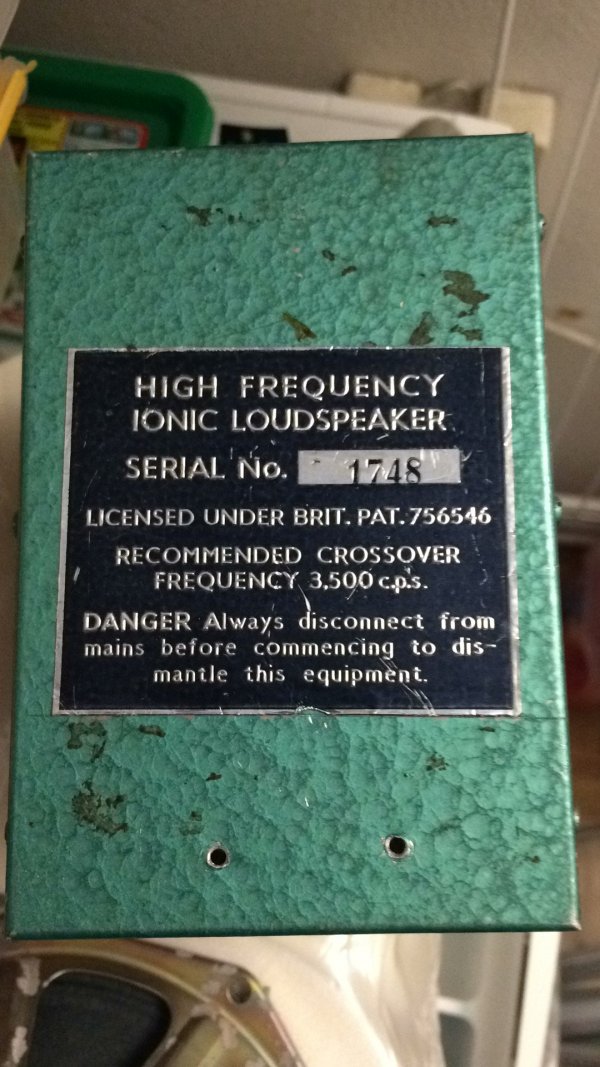 HIGH FREQUENCY
IONIC LOUDSPEAKER
SERIAL No. 1748
LICENSED UNDER BRIT. PAT. 756546
RECOMMENDED CROSSOVER
FREQUENCY 3,500 c.p.s.
DANGER Always disconnect from
mains before commencing to dis-
mantle this equipment.